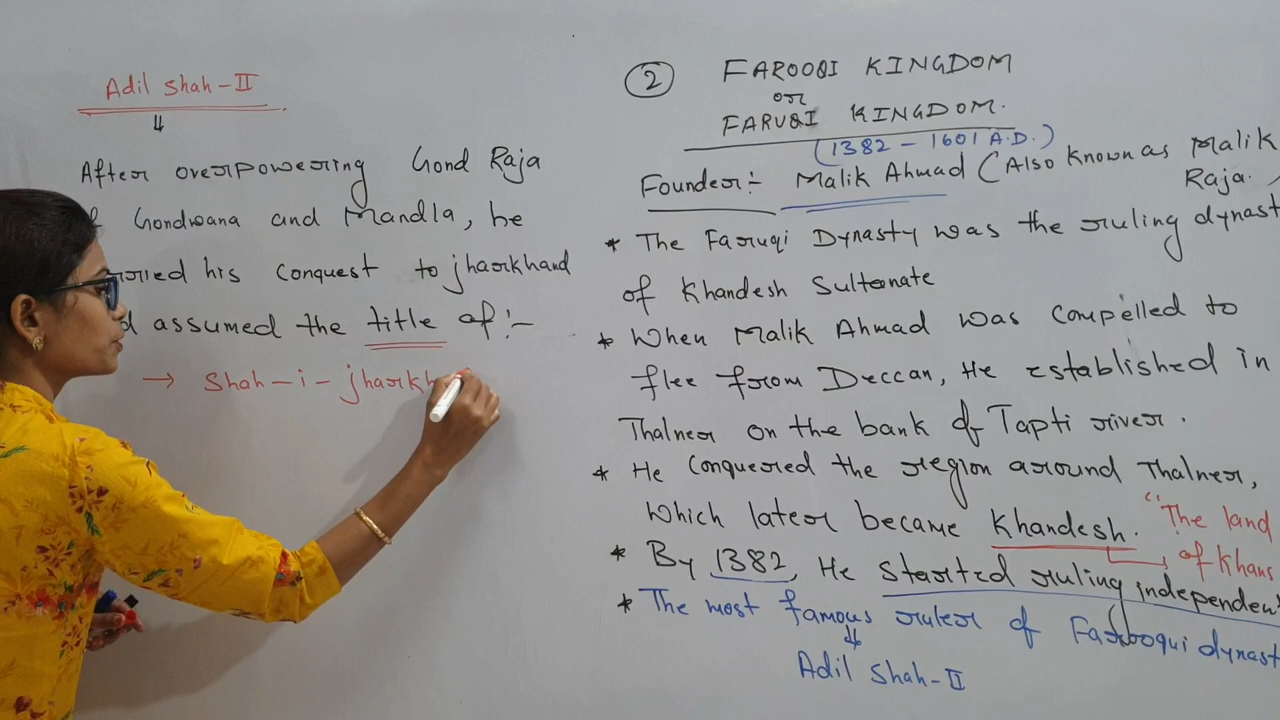 Adil Shah-II
↓
After overpowering Gond Raja
Gondwana and Mandla, he
his conquest to Jharkhand
assumed the title of:-
→ Shah-i-jharkh
② FAROOQI KINGDOM
or
FARUQI KINGDOM.
(1382 - 1601 A.D.)
Founder:- Malik Ahmad (Also known as Malik
Raja.
* The Faruqi Dynasty was the ruling dynast
of Khandesh Sultanate
* When Malik Ahmad was compelled to
flee from Deccan, He established in
Thalner on the bank of Tapti river.
* He Conquered the region around Thalner,
Which later became Khandesh. "The land
of Khans
* By 1382, He started ruling independent
* The most famous ruler of Farooqui dynast
↓
Adil Shah-II